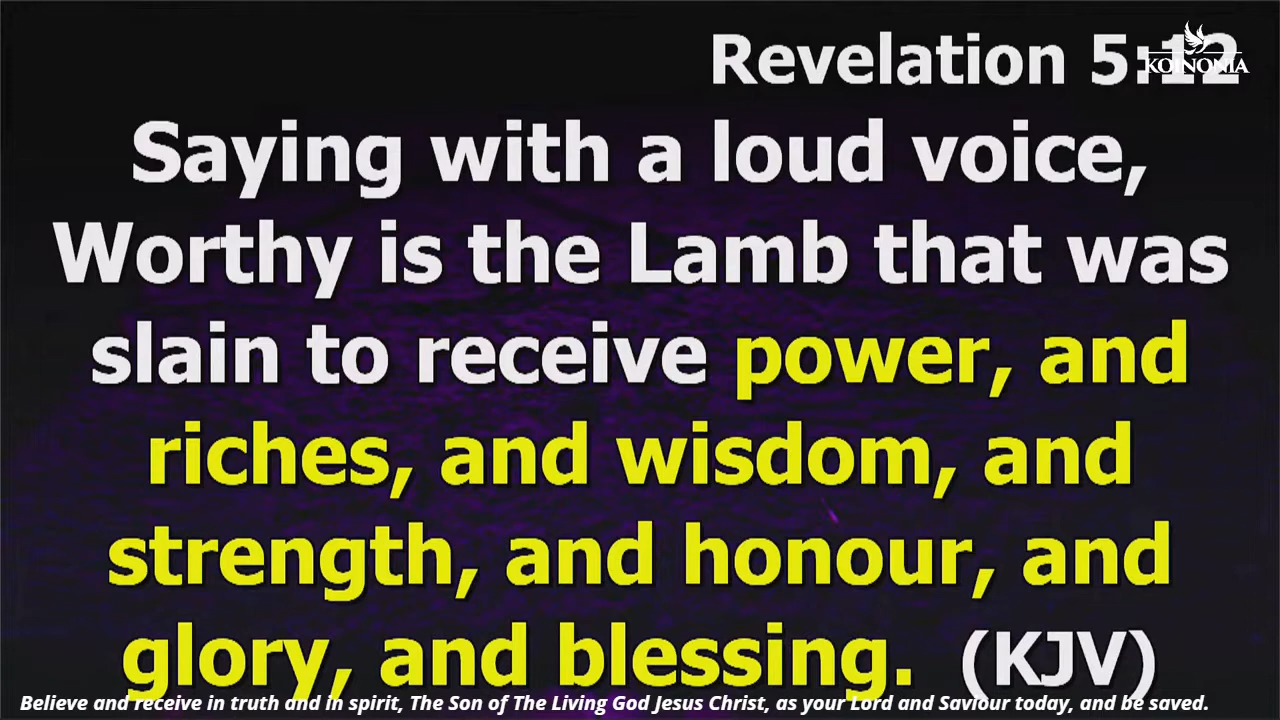 Revelation 5:12
KOINONIA
Saying with a loud voice,
Worthy is the Lamb that was
slain to receive power, and
riches, and wisdom, and
strength, and honour, and
glory, and blessing. (KJV)
Believe and receive in truth and in spirit, The Son of The Living God Jesus Christ, as your Lord and Saviour today, and be saved.